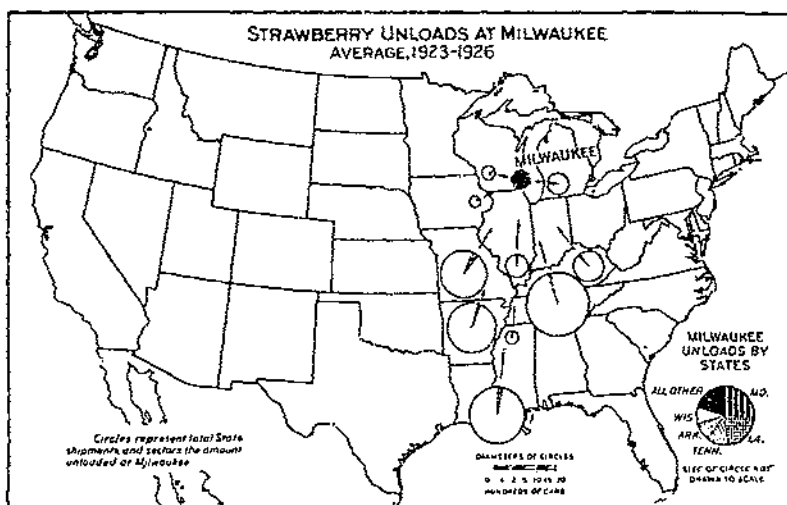 STRAWBERRY UNLOADS AT MILWAUKEE
AVERAGE, 1923-1926
MILWAUKEE
MILWAUKEE
UNLOADS BY
STATES
ALL OTHER
MO.
WIS
ARK.
LA.
TENN.
Circles represent total State
shipments, and sectors the amount
unloaded at Milwaukee
DIAMETERS OF CIRCLES
HUNDREDS OF CARS
SIZE OF CIRCLE NOT
DRAWN TO SCALE